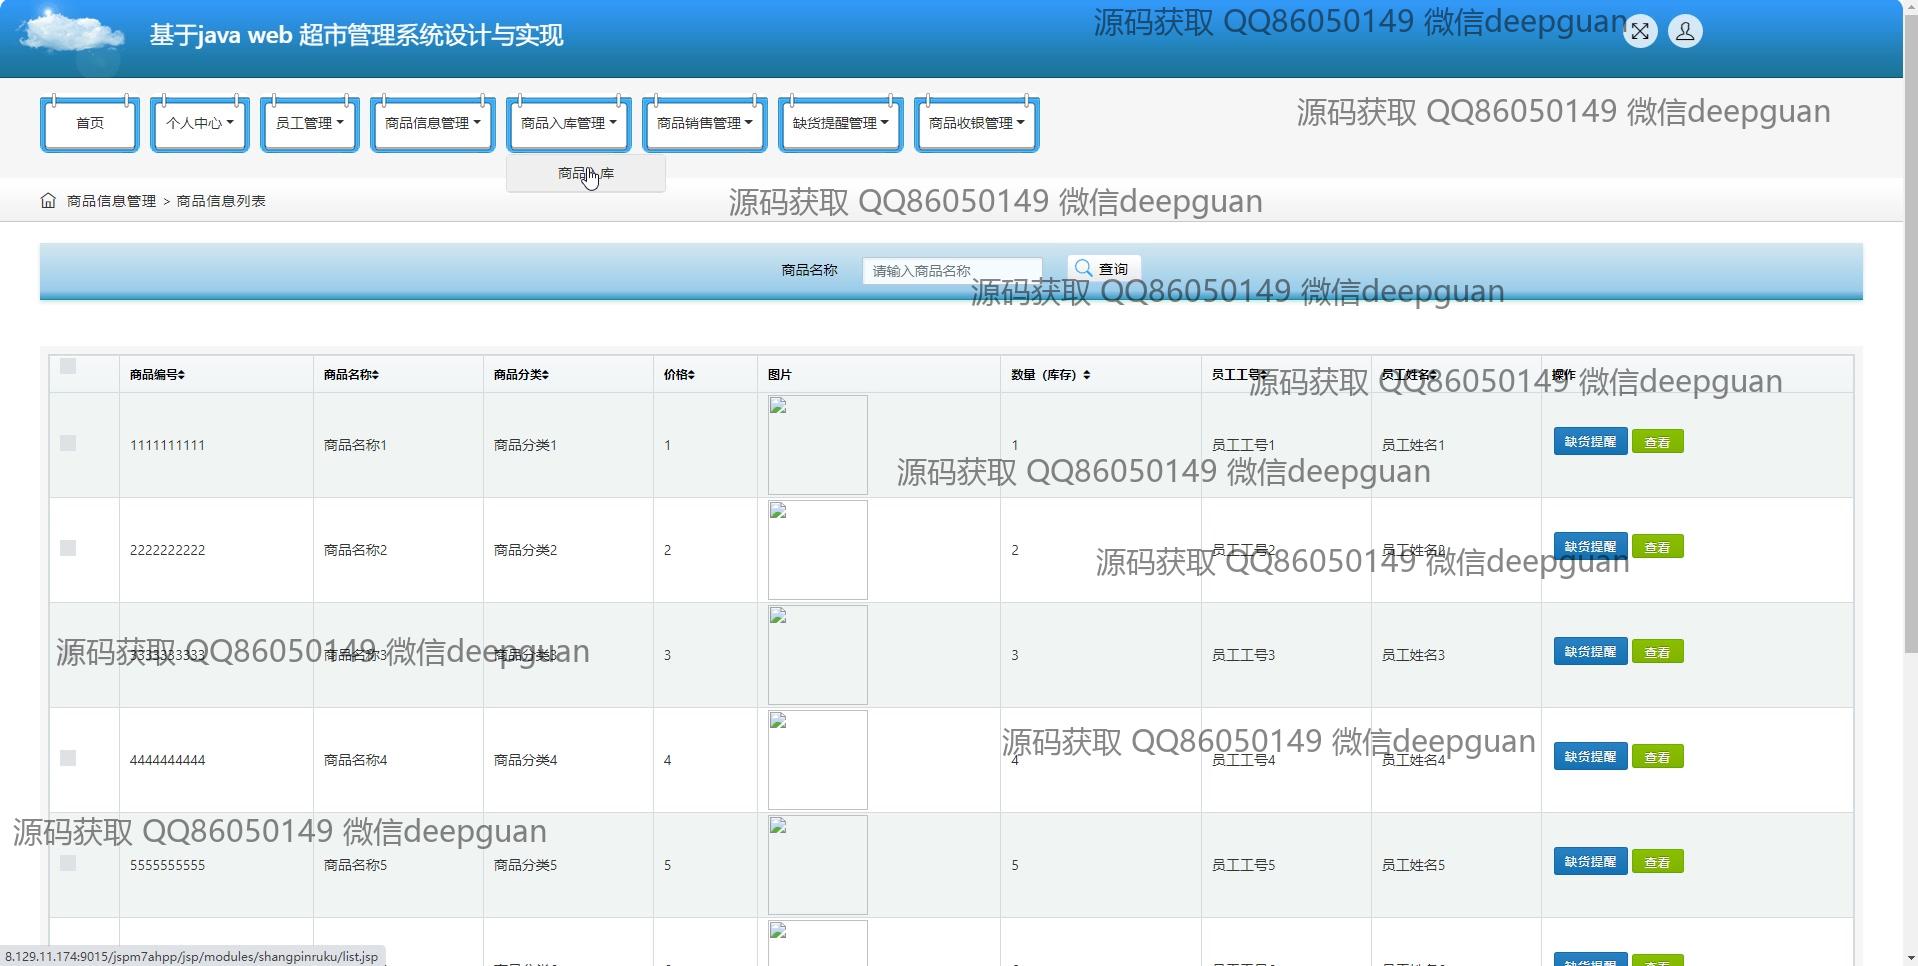 基于java web 超市管理系统设计与实现
源码获取 QQ86050149 微信deepguan
首页
个人中心
员工管理
商品信息管理
商品入库管理
商品销售管理
缺货提醒管理
商品收银管理
源码获取 QQ86050149 微信deepguan
商品入库
商品信息管理 > 商品信息列表
源码获取 QQ86050149 微信deepguan
商品名称 请输入商品名称 查询
源码获取 QQ86050149 微信deepguan
商品编号 商品名称 商品分类 价格 图片 数量（库存） 员工工号 员工姓名 操作
源码获取 QQ86050149 微信deepguan
1111111111 商品名称1 商品分类1 1 1 员工工号1 员工姓名1 缺货提醒 查看
源码获取 QQ86050149 微信deepguan
2222222222 商品名称2 商品分类2 2 2 员工工号2 员工姓名2 缺货提醒 查看
源码获取 QQ86050149 微信deepguan
3333333333 商品名称3 商品分类3 3 3 员工工号3 员工姓名3 缺货提醒 查看
源码获取 QQ86050149 微信deepguan
4444444444 商品名称4 商品分类4 4 4 员工工号4 员工姓名4 缺货提醒 查看
源码获取 QQ86050149 微信deepguan
5555555555 商品名称5 商品分类5 5 5 员工工号5 员工姓名5 缺货提醒 查看
源码获取 QQ86050149 微信deepguan
缺货提醒 查看
8.129.11.174:9015/jspm7ahpp/jsp/modules/shangpinruku/list.jsp